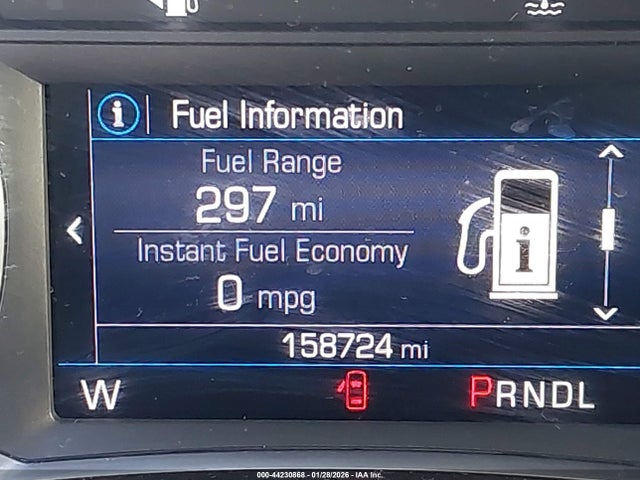 Fuel Information
Fuel Range
297 mi
Instant Fuel Economy
0 mpg
158724 mi
W PRNDL
000-44230868 - 01/28/2026 - IAA Inc.